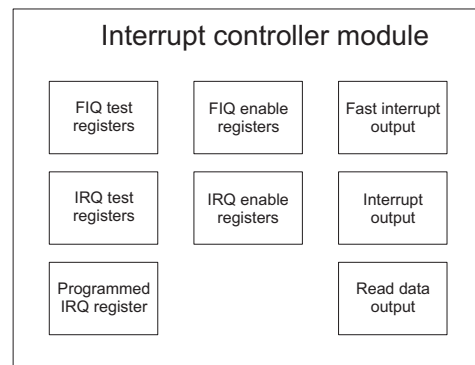 Interrupt controller module
FIQ test
registers
FIQ enable
registers
Fast interrupt
output
IRQ test
registers
IRQ enable
registers
Interrupt
output
Programmed
IRQ register
Read data
output